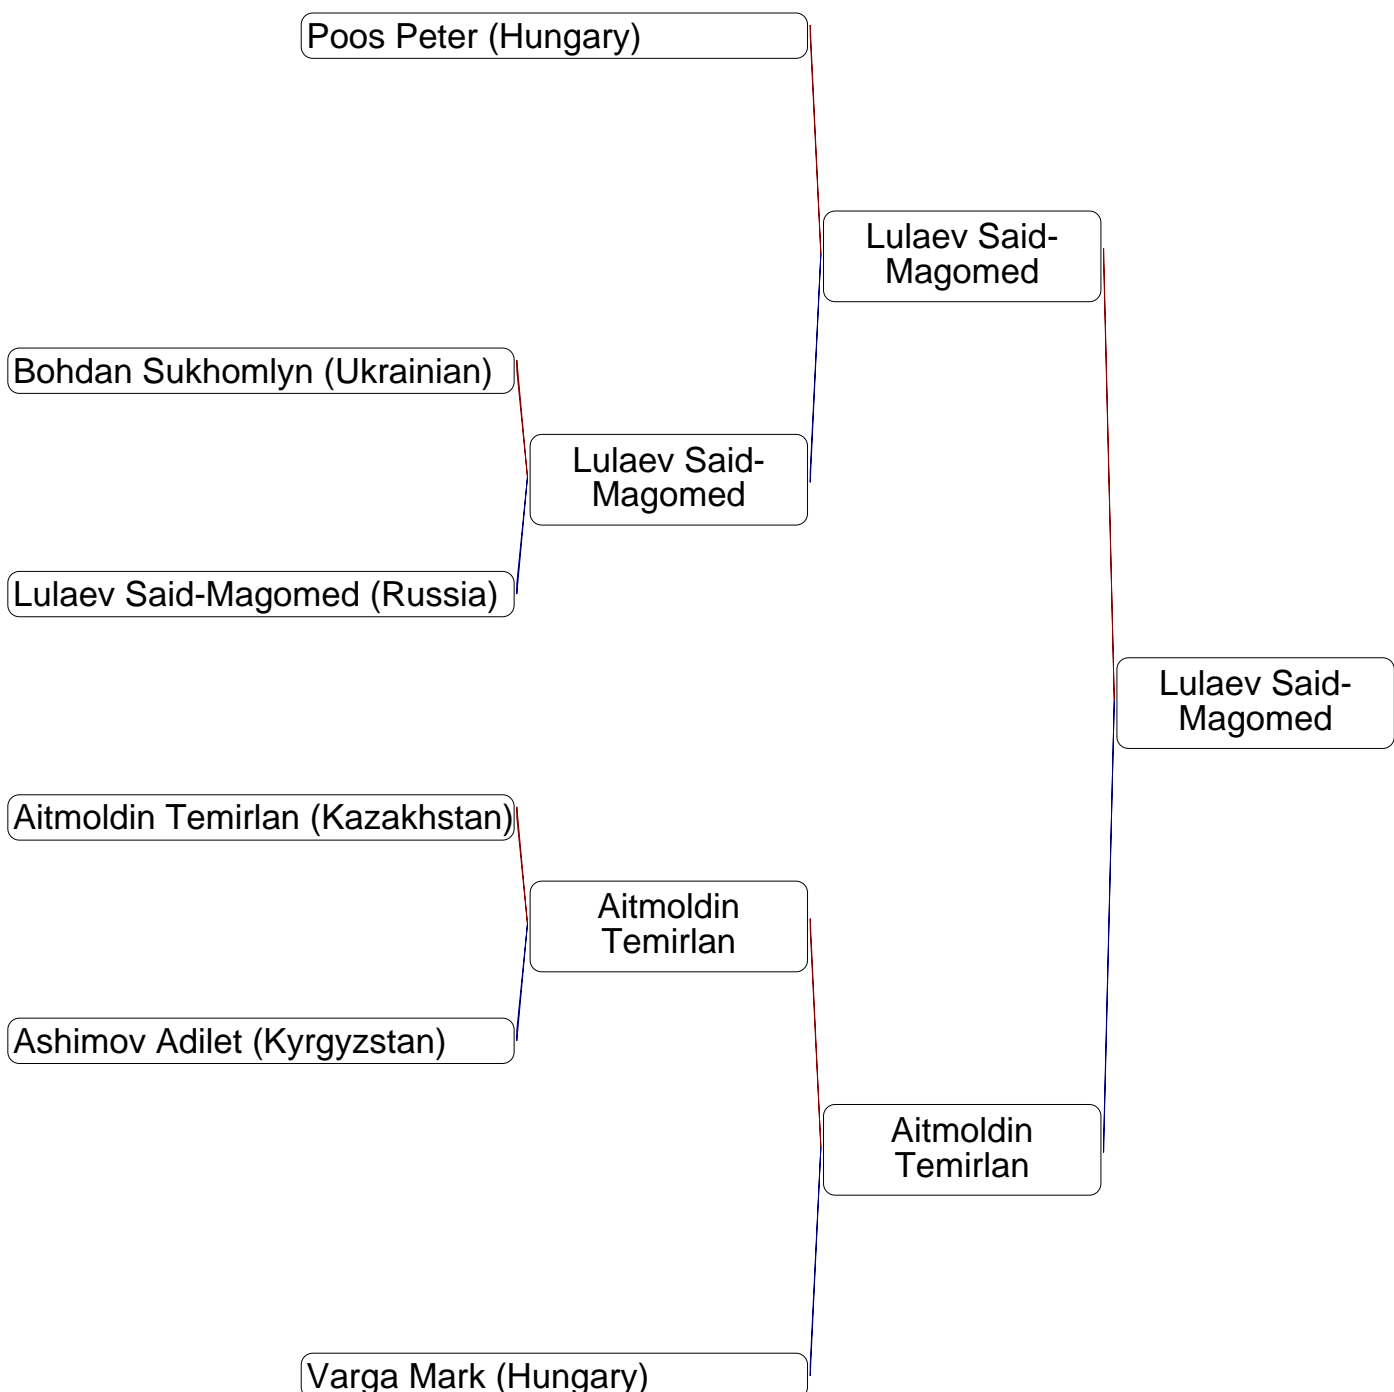 Poos Peter (Hungary)
Lulaev Said-
Magomed
Bohdan Sukhomlyn (Ukrainian)
Lulaev Said-
Magomed
Lulaev Said-Magomed (Russia)
Lulaev Said-
Magomed
Aitmoldin Temirlan (Kazakhstan)
Aitmoldin
Temirlan
Ashimov Adilet (Kyrgyzstan)
Aitmoldin
Temirlan
Varga Mark (Hungary)